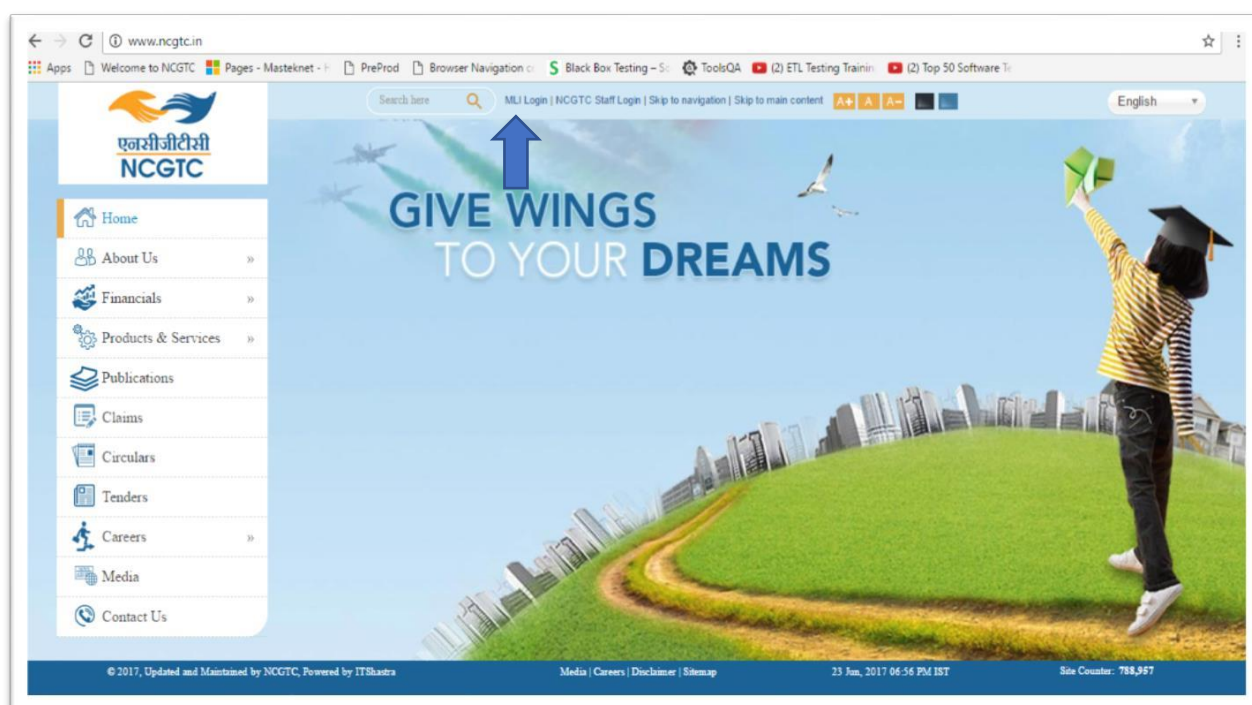 www.ncgtc.in
Apps Welcome to NCGTC Pages - Masteknet - H PreProd Browser Navigation c Black Box Testing – Sc ToolsQA (2) ETL Testing Trainin (2) Top 50 Software Te
Search here MLI Login | NCGTC Staff Login | Skip to navigation | Skip to main content A+ A A- English
एनसीजीटीसी
NCGTC
GIVE WINGS
TO YOUR DREAMS
Home
About Us »
Financials »
Products & Services »
Publications
Claims
Circulars
Tenders
Careers »
Media
Contact Us
© 2017, Updated and Maintained by NCGTC, Powered by ITShastra Media | Careers | Disclaimer | Sitemap 23 Jun, 2017 06:56 PM IST Site Counter: 788,957